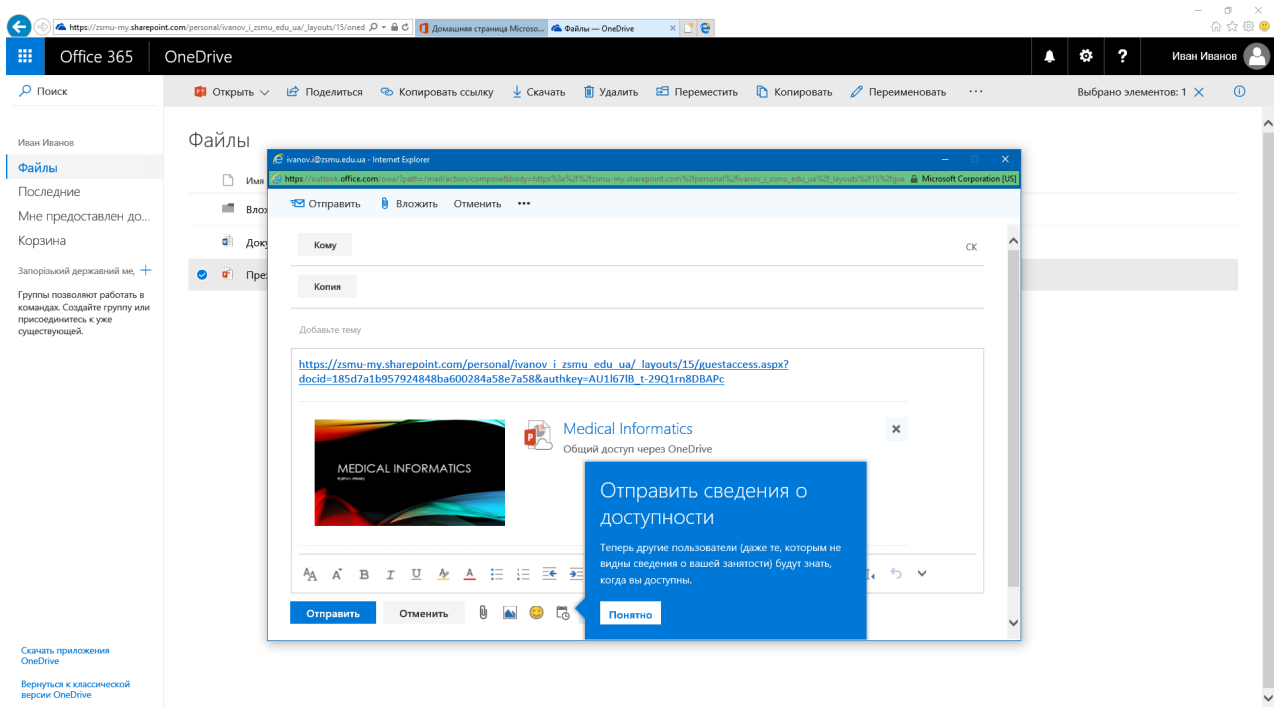 https://zsmu-my.sharepoint.com/personal/ivanov_i_zsmu_edu_ua/_layouts/15/oned
Домашняя страница Microso...
Файлы — OneDrive
Office 365
OneDrive
?
Иван Иванов
Поиск
Открыть
Поделиться
Копировать ссылку
Скачать
Удалить
Переместить
Копировать
Переименовать
...
Выбрано элементов: 1
Иван Иванов
Файлы
Последние
Мне предоставлен до...
Корзина
Запорізький державний ме,
Группы позволяют работать в
командах. Создайте группу или
присоединитесь к уже
существующей.
Скачать приложения
OneDrive
Вернуться к классической
версии OneDrive
Файлы
Имя
Влож
Доку
През
ivanov.i@zsmu.edu.ua - Internet Explorer
https://outlook.office.com/owa/?path=/mail/action/compose&body=https%3a%2f%2fzsmu-my.sharepoint.com%2fpersonal%2fivanov_i_zsmu_edu_ua%2f_layouts%2f15%2fgue
Microsoft Corporation [US]
Отправить
Вложить
Отменить
•••
Кому
СК
Копия
Добавьте тему
https://zsmu-my.sharepoint.com/personal/ivanov_i_zsmu_edu_ua/_layouts/15/guestaccess.aspx?
docid=185d7a1b957924848ba600284a58e7a58&authkey=AU1l67lB_t-29Q1rn8DBAPc
MEDICAL INFORMATICS
Medical Informatics
Общий доступ через OneDrive
Отправить сведения о
доступности
Теперь другие пользователи (даже те, которым не
видны сведения о вашей занятости) будут знать,
когда вы доступны.
Понятно
Отправить
Отменить